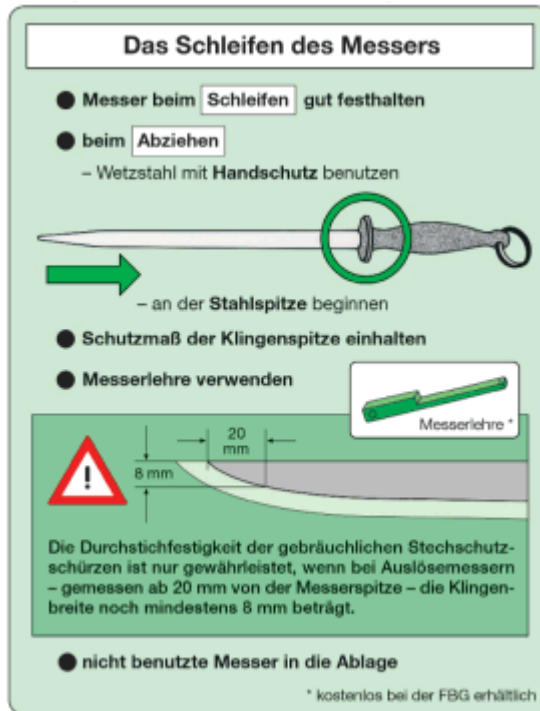 Das Schleifen des Messers
● Messer beim Schleifen gut festhalten
● beim Abziehen
– Wetzstahl mit Handschutz benutzen
– an der Stahlspitze beginnen
● Schutzmaß der Klingenspitze einhalten
● Messerlehre verwenden
Messerlehre *
20
mm
8 mm
!
Die Durchstichfestigkeit der gebräuchlichen Stechschutz-
schürzen ist nur gewährleistet, wenn bei Auslösemessern
– gemessen ab 20 mm von der Messerspitze – die Klingen-
breite noch mindestens 8 mm beträgt.
● nicht benutzte Messer in die Ablage
* kostenlos bei der FBG erhältlich